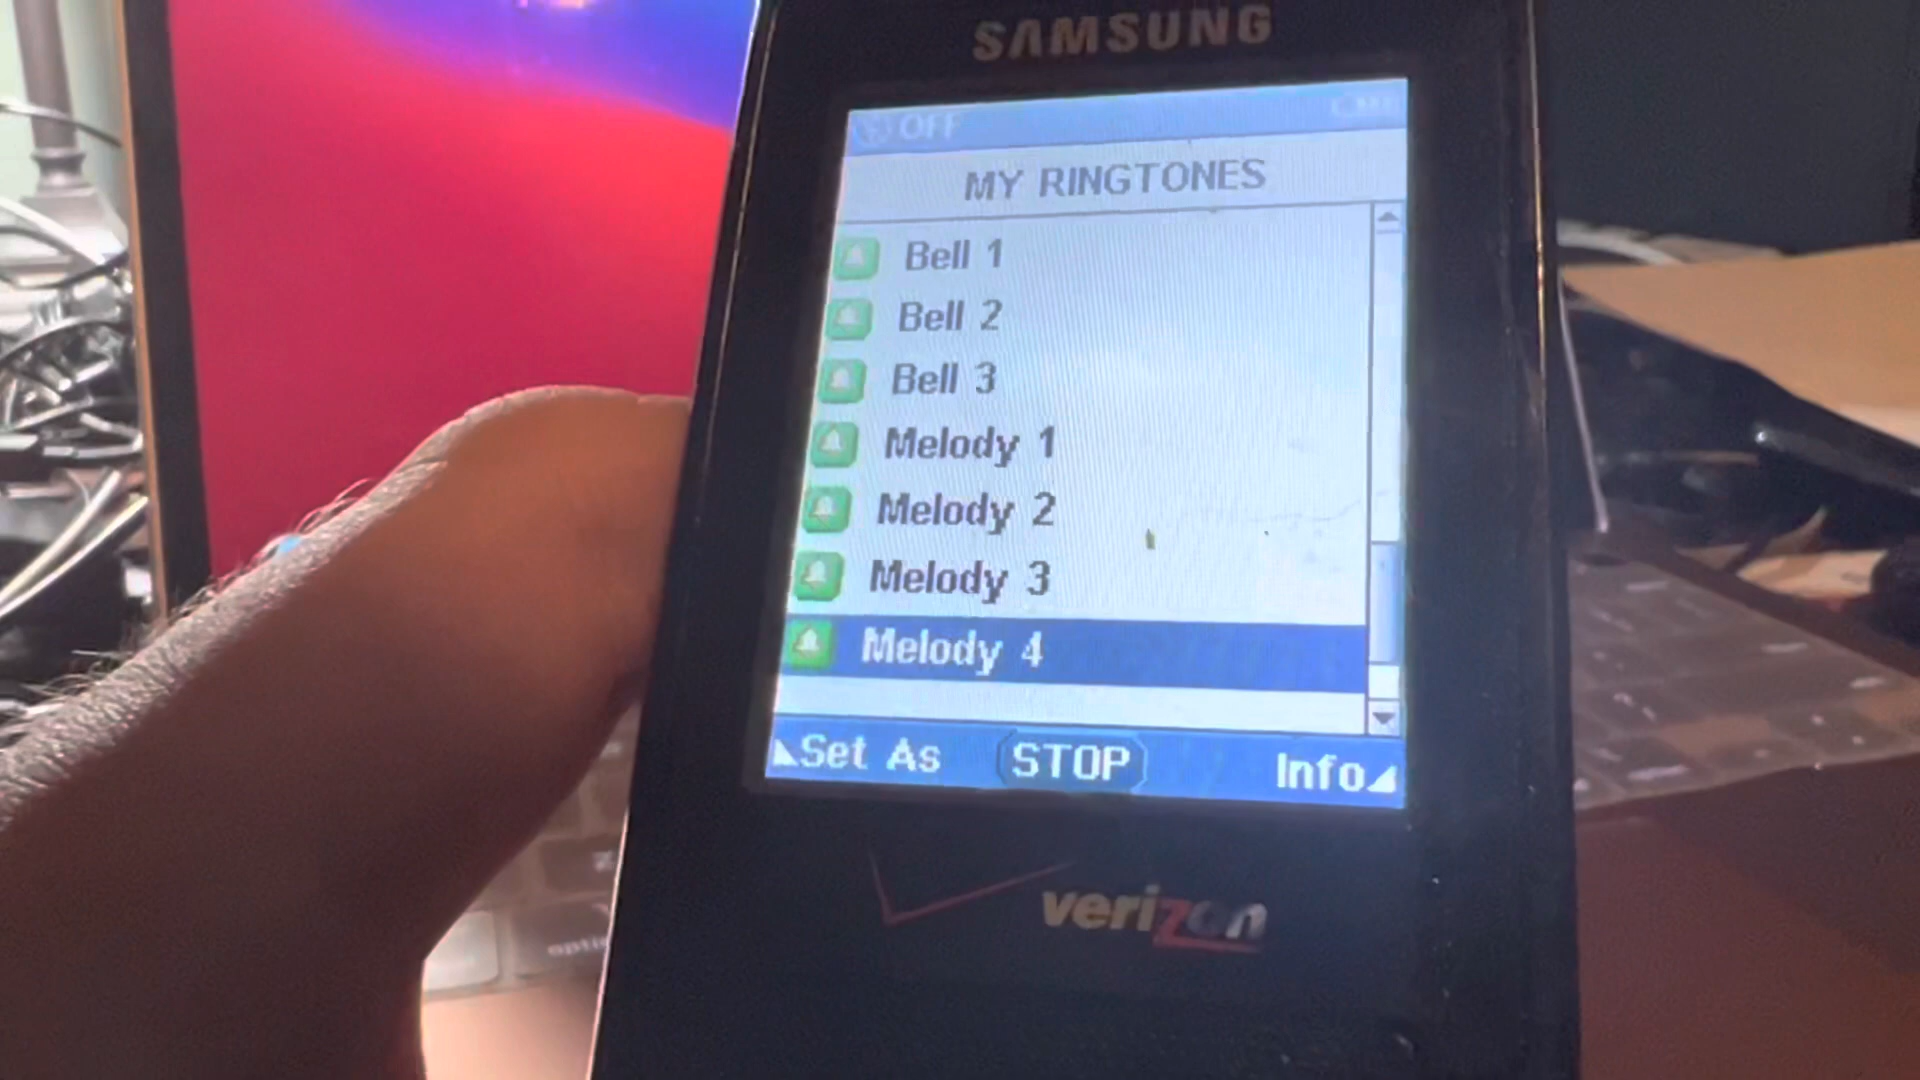 SAMSUNG
OFF
MY RINGTONES
Bell 1
Bell 2
Bell 3
Melody 1
Melody 2
Melody 3
Melody 4
Set As STOP Info
verizon